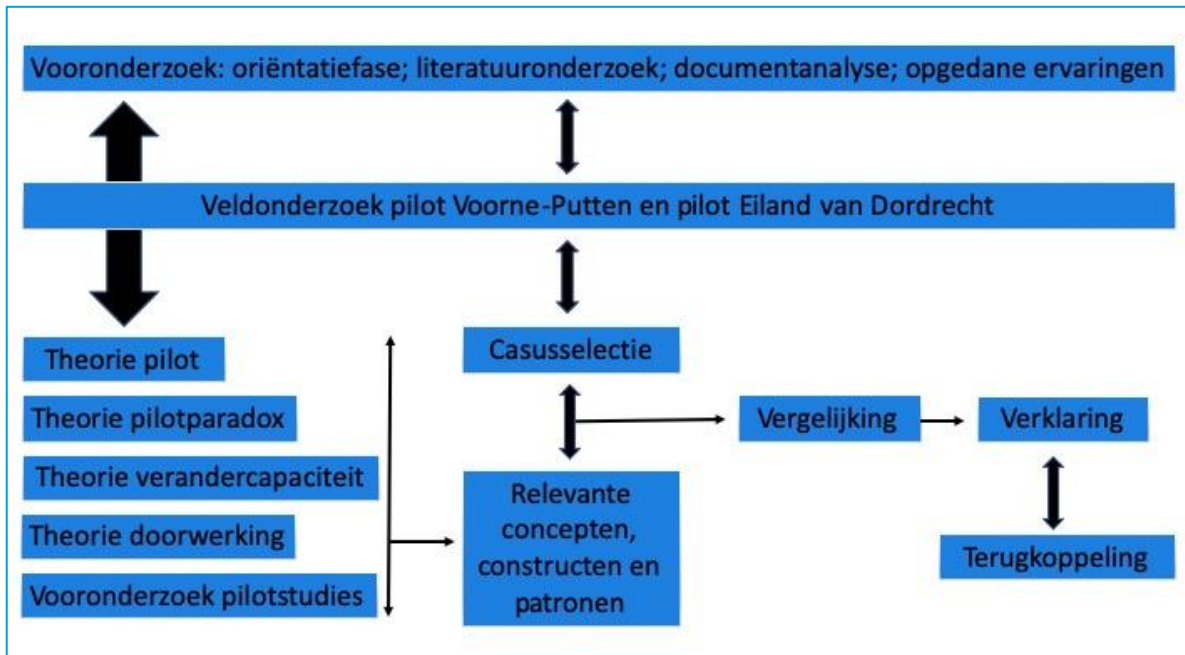 Vooronderzoek: oriëntatiefase; literatuuronderzoek; documentanalyse; opgedane ervaringen
Veldonderzoek pilot Voorne-Putten en pilot Eiland van Dordrecht
Theorie pilot
Theorie pilotparadox
Theorie verandercapaciteit
Theorie doorwerking
Vooronderzoek pilotstudies
Casusselectie
Relevante
concepten,
constructen en
patronen
Vergelijking
Verklaring
Terugkoppeling